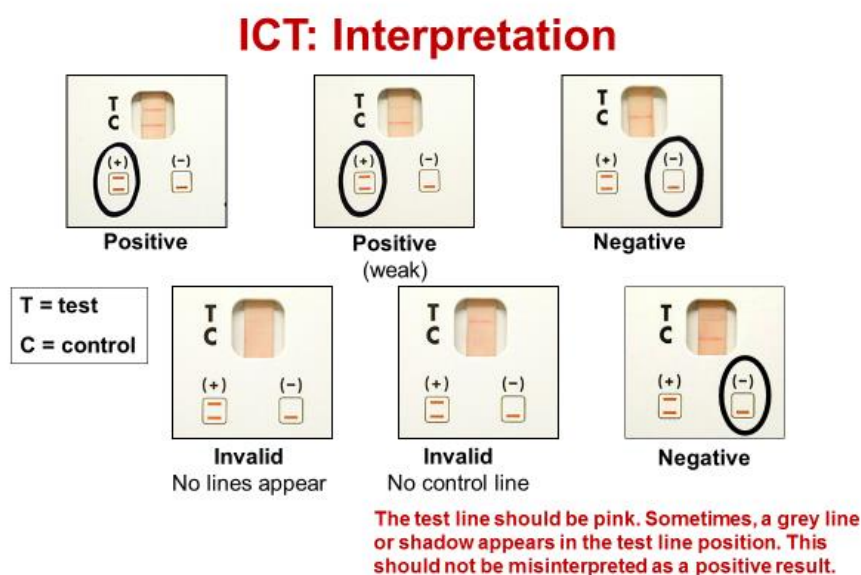 ICT: Interpretation
T
C
(+)
(-)
Positive
T
C
(+)
(-)
Positive
(weak)
T
C
(+)
(-)
Negative
T = test
C = control
T
C
(+)
(-)
Invalid
No lines appear
T
C
(+)
(-)
Invalid
No control line
T
C
(+)
(-)
Negative
The test line should be pink. Sometimes, a grey line
or shadow appears in the test line position. This
should not be misinterpreted as a positive result.